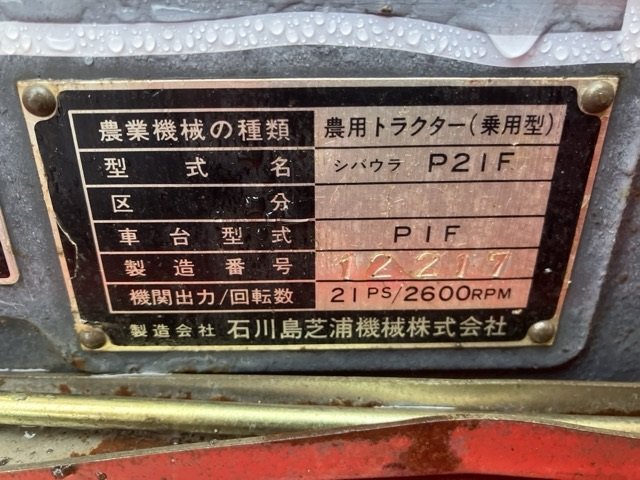 農業機械の種類 農用トラクター(乗用型)
型式名 シバウラ P21F
区分
車台型式 P1F
製造番号 12217
機関出力/回転数 21PS/2600RPM
製造会社 石川島芝浦機械株式会社